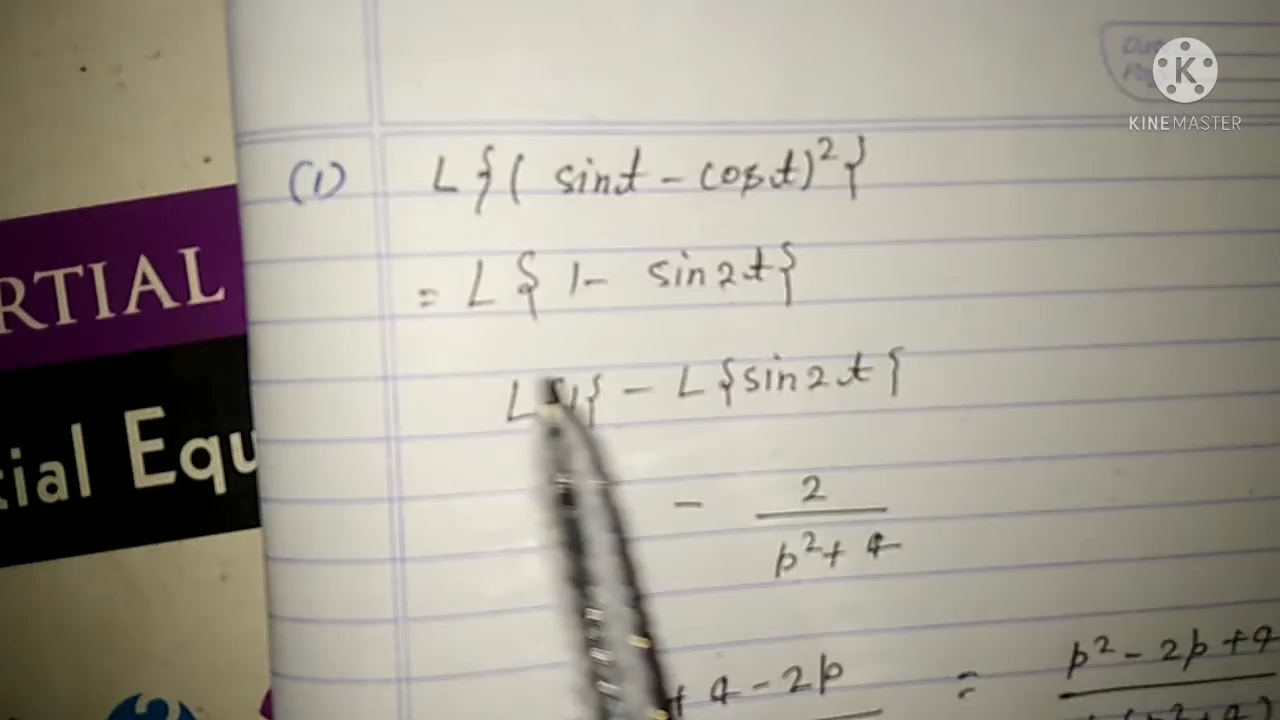 K
KINEMASTER
(1) L{( sint - cost)²}
= L{ 1 - sin2t}
L{1} - L{sin2t}
RTIAL
- 2/(p²+4)
ial Equ
+ 4-2p = p²-2p+4